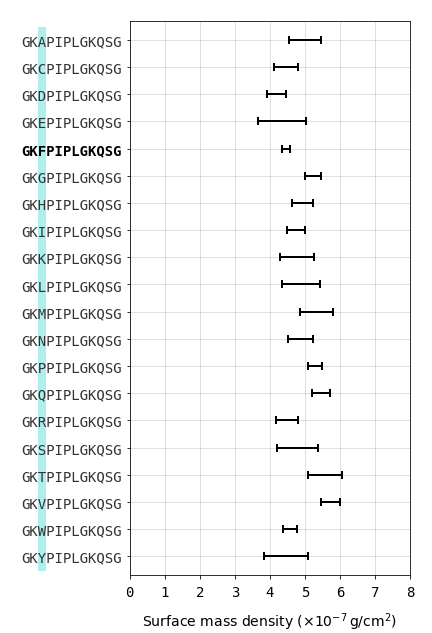 GKAPIPLGKQSG
GKCPIPLGKQSG
GKDPIPLGKQSG
GKEPIPLGKQSG
GKFPIPLGKQSG
GKGPIPLGKQSG
GKHPIPLGKQSG
GKIPIPLGKQSG
GKKPIPLGKQSG
GKLPIPLGKQSG
GKMPIPLGKQSG
GKNPIPLGKQSG
GKPPIPLGKQSG
GKQPIPLGKQSG
GKRPIPLGKQSG
GKSPIPLGKQSG
GKTPIPLGKQSG
GKVPIPLGKQSG
GKWPIPLGKQSG
GKYPIPLGKQSG
0 1 2 3 4 5 6 7 8
Surface mass density (×10⁻⁷ g/cm²)